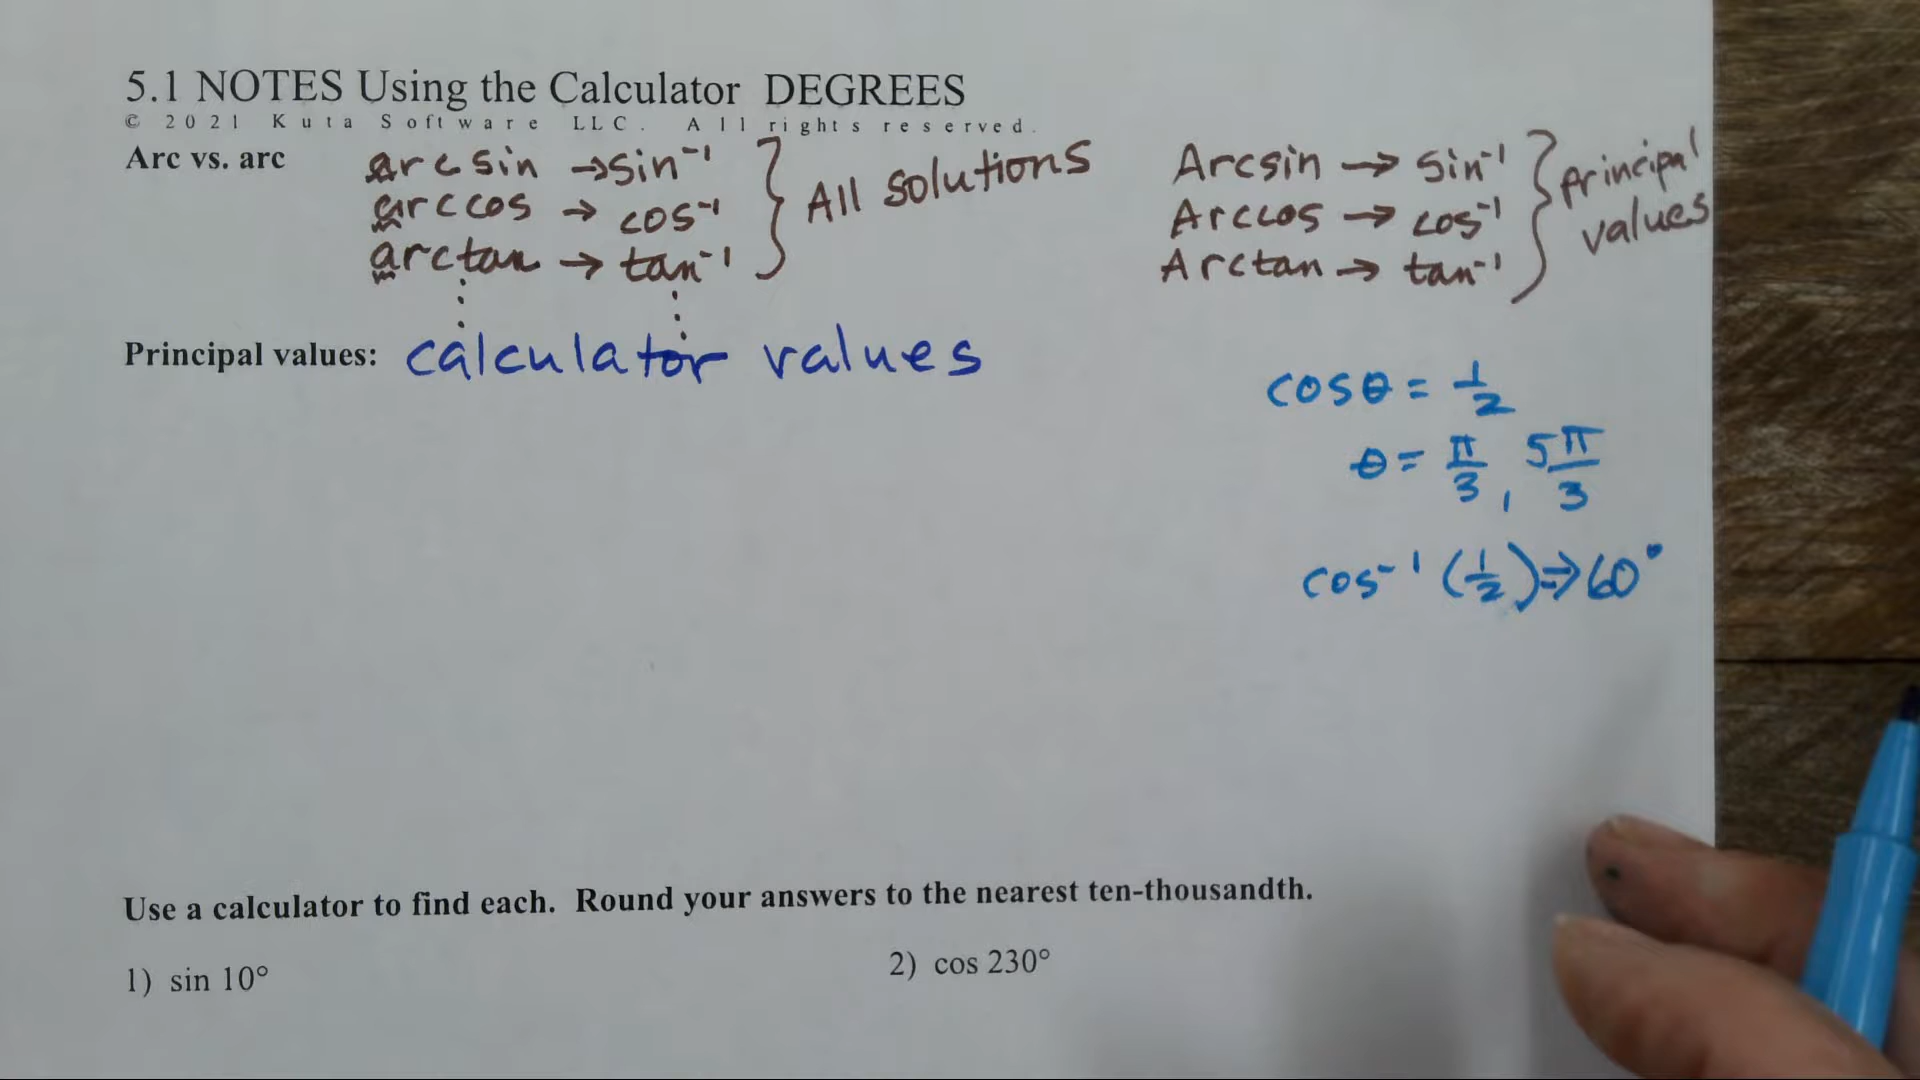 5.1 NOTES Using the Calculator DEGREES
© 2021 Kuta Software LLC. All rights reserved.
Arc vs. arc
arcsin → sin⁻¹
arccos → cos⁻¹
arctan → tan⁻¹
All solutions
Arcsin → sin⁻¹
Arccos → cos⁻¹
Arctan → tan⁻¹
principal
values
Principal values: calculator values
cosθ = 1/2
θ = π/3, 5π/3
cos⁻¹(1/2) ⇒ 60°
Use a calculator to find each. Round your answers to the nearest ten-thousandth.
1) sin 10°
2) cos 230°